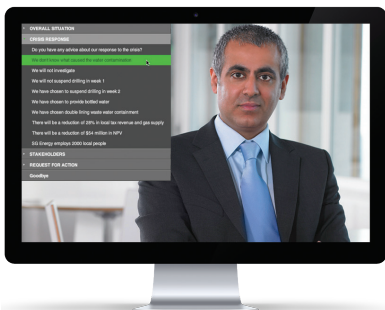 OVERALL SITUATION
CRISIS RESPONSE
Do you have any advice about our response to the crisis?
We don't know what caused the water contamination
We will not investigate
We will not suspend drilling in week 1
We have chosen to suspend drilling in week 2
We have chosen to provide bottled water
We have chosen double lining waste water containment
There will be a reduction of 28% in local tax revenue and gas supply
There will be a reduction of $54 million in NPV
SG Energy employs 2000 local people
STAKEHOLDERS
REQUEST FOR ACTION
Goodbye